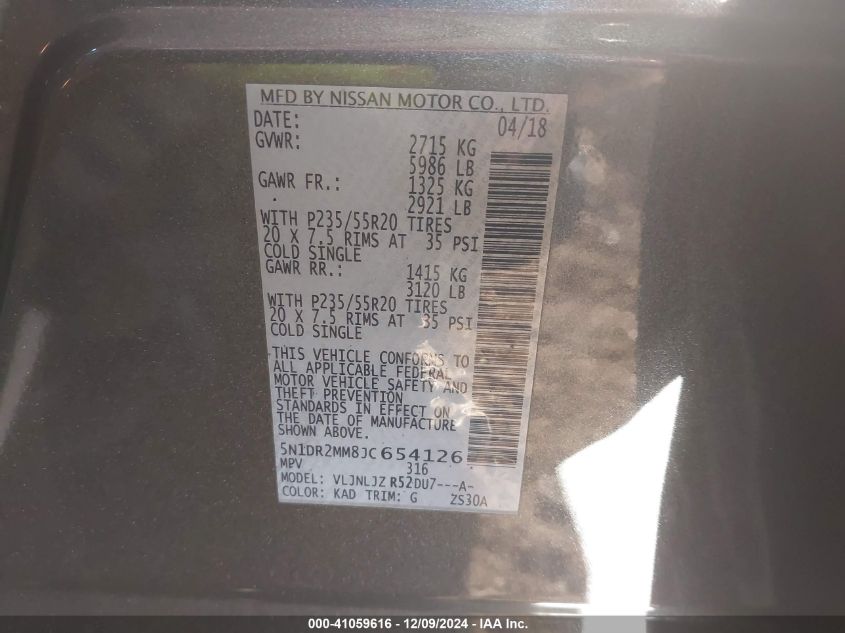 MFD BY NISSAN MOTOR CO., LTD.
DATE: 04/18
GVWR: 2715 KG
5986 LB
GAWR FR.: 1325 KG
2921 LB
WITH P235/55R20 TIRES
20 X 7.5 RIMS AT 35 PSI
COLD SINGLE
GAWR RR.: 1415 KG
3120 LB
WITH P235/55R20 TIRES
20 X 7.5 RIMS AT 35 PSI
COLD SINGLE
THIS VEHICLE CONFORMS TO
ALL APPLICABLE FEDERAL
MOTOR VEHICLE SAFETY AND
THEFT PREVENTION
STANDARDS IN EFFECT ON
THE DATE OF MANUFACTURE
SHOWN ABOVE.
5N1DR2MM8JC654126
MPV 316
MODEL: VLJNLJZ R52DU7---A-
COLOR: KAD TRIM: G ZS30A
000-41059616 - 12/09/2024 - IAA Inc.